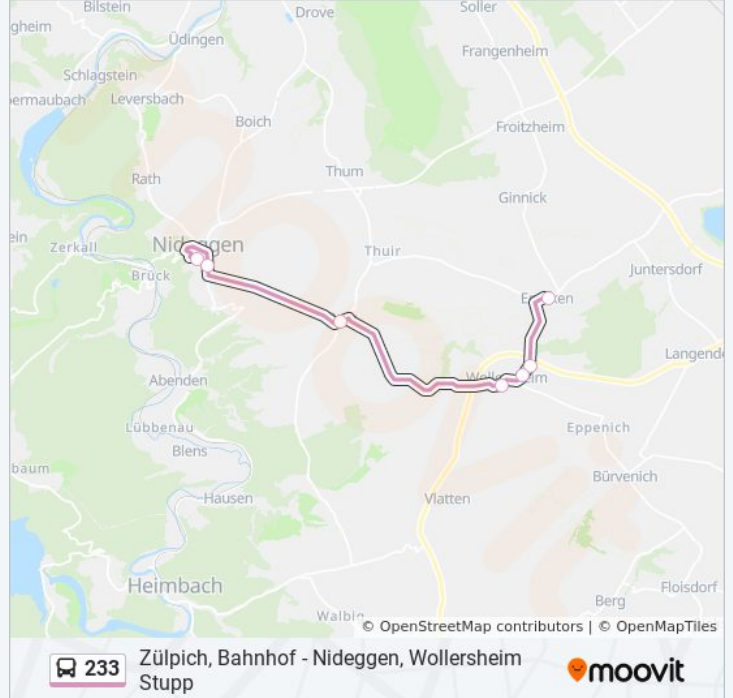 Bilstein
Drove
Soller
gheim
Üdingen
Frangenheim
Schlagstein
ermaubach
Leversbach
Boich
Froitzheim
Thum
Rath
Ginnick
ein
Zerkall
Nideggen
Thuir
Brück
Juntersdorf
Langend
Abenden
Lübbenau
Eppenich
Blens
baum
Bürvenich
Hausen
Vlatten
Heimbach
Floisdorf
Berg
Walbig
© OpenStreetMap contributors | © OpenMapTiles
233
Zülpich, Bahnhof - Nideggen, Wollersheim
Stupp
moovit